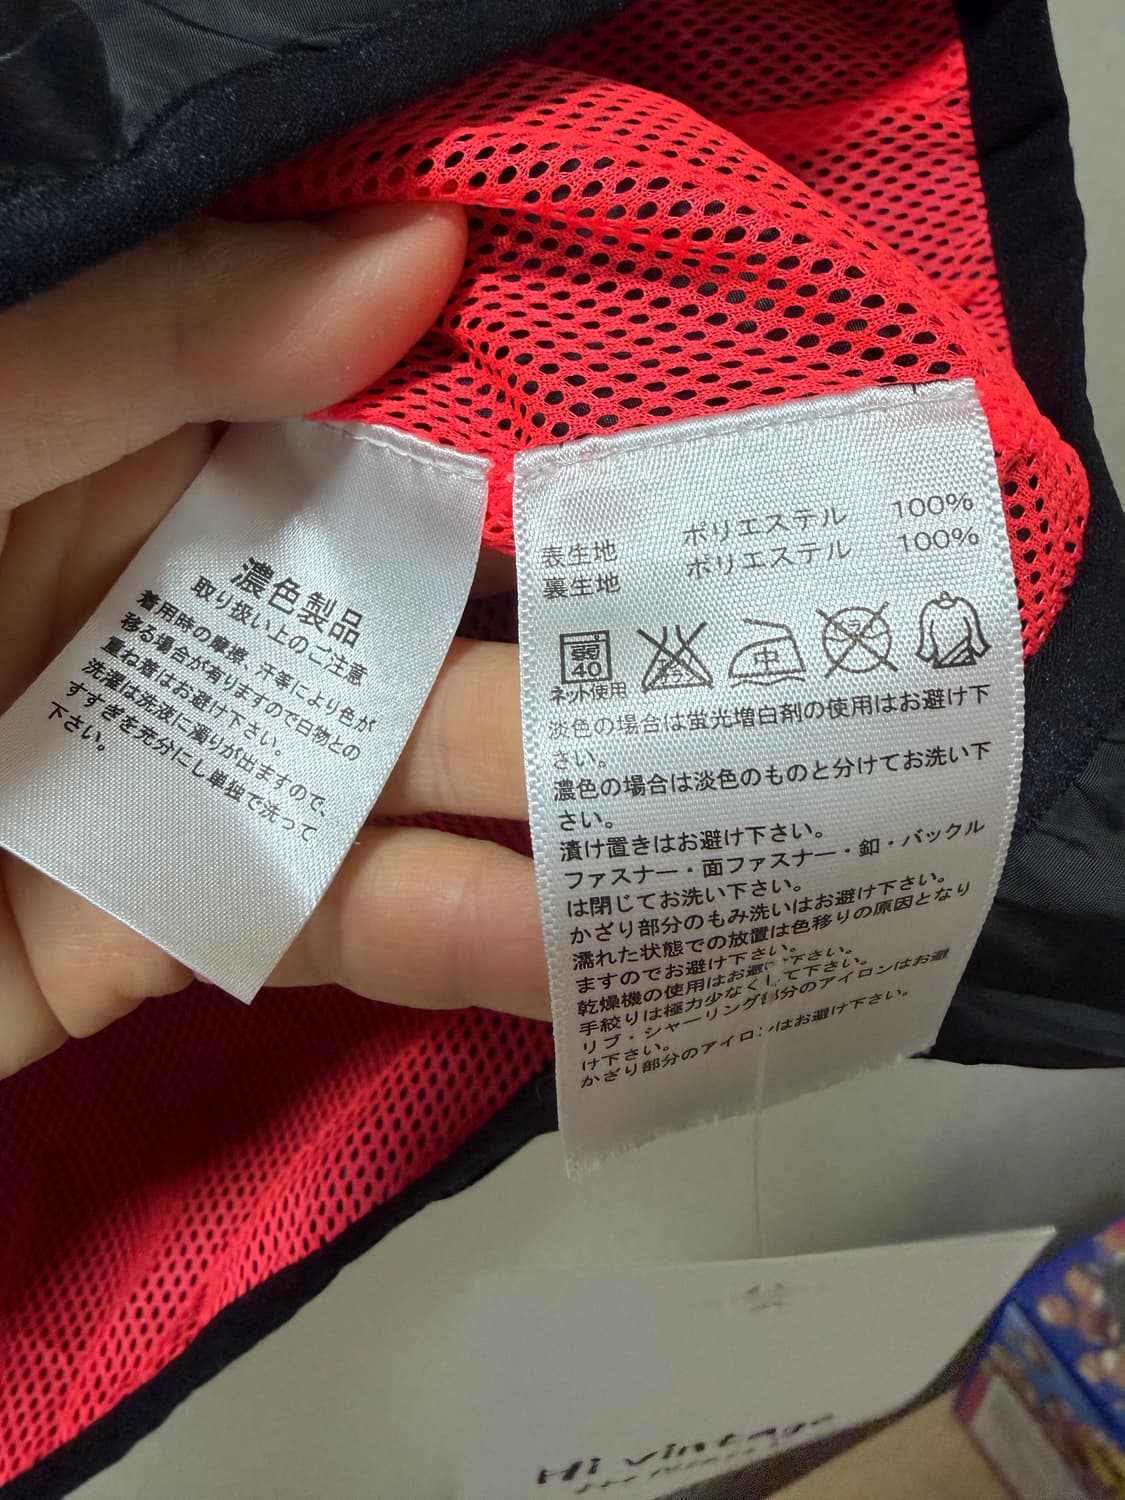 濃色製品
取り扱い上のご注意
着用時の摩擦、汗等により色が
移る場合が有りますので白物との
重ね着はお避け下さい。
洗濯は洗液に濁りが出ますので、
すすぎを充分にし単独で洗って
下さい。
表生地 ポリエステル 100%
裏生地 ポリエステル 100%
弱
40
エンソサラシ
中
ドライ
ネット使用
淡色の場合は蛍光増白剤の使用はお避け下
さい。
濃色の場合は淡色のものと分けてお洗い下
さい。
漬け置きはお避け下さい。
ファスナー・面ファスナー・釦・バックル
は閉じてお洗い下さい。
かざり部分のもみ洗いはお避け下さい。
濡れた状態での放置は色移りの原因となり
ますのでお避け下さい。
乾燥機の使用はお避け下さい。
手絞りは極力少なくして下さい。
リブ・シャーリング部分のアイロンはお避
け下さい。
かざり部分のアイロンはお避け下さい。
Hi Vintage